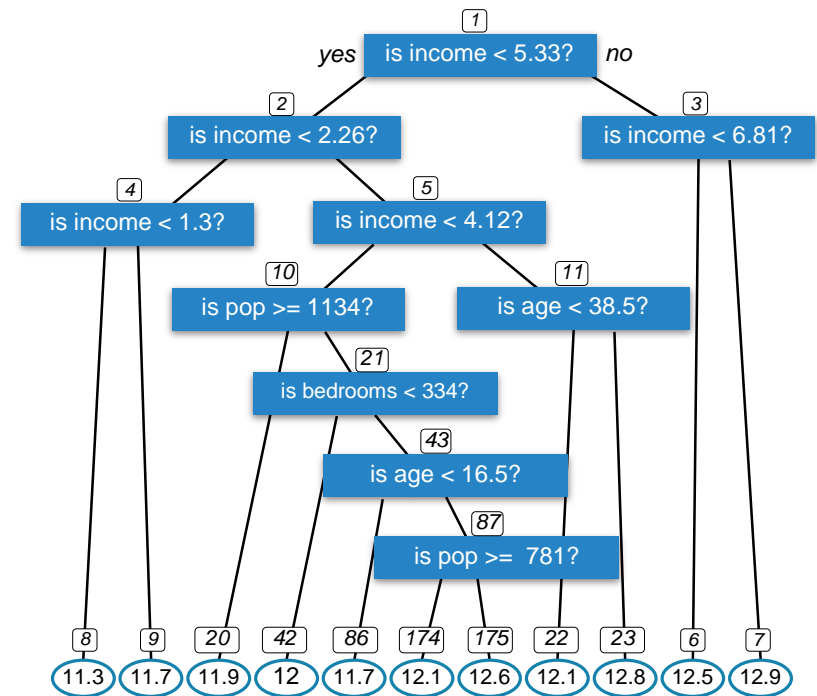 1
yes is income < 5.33? no
2 3
is income < 2.26? is income < 6.81?
4 5
is income < 1.3? is income < 4.12?
10 11
is pop >= 1134? is age < 38.5?
21
is bedrooms < 334?
43
is age < 16.5?
87
is pop >= 781?
8 9 20 42 86 174 175 22 23 6 7
11.3 11.7 11.9 12 11.7 12.1 12.6 12.1 12.8 12.5 12.9